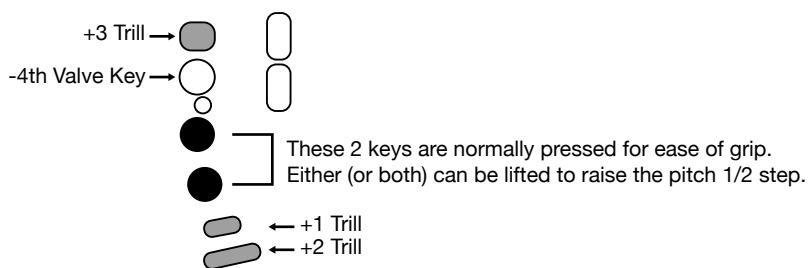 +3 Trill
-4th Valve Key
These 2 keys are normally pressed for ease of grip.
Either (or both) can be lifted to raise the pitch 1/2 step.
+1 Trill
+2 Trill